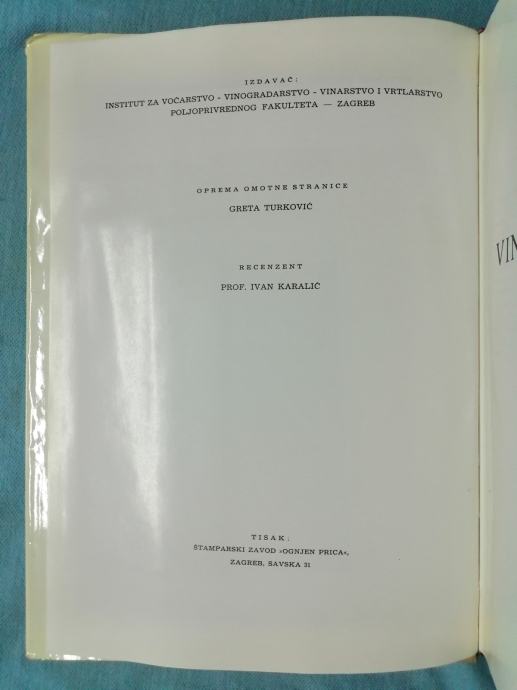 IZDAVAČ:
INSTITUT ZA VOĆARSTVO - VINOGRADARSTVO - VINARSTVO I VRTLARSTVO
POLJOPRIVREDNOG FAKULTETA — ZAGREB
OPREMA OMOTNE STRANICE
GRETA TURKOVIĆ
RECENZENT
PROF. IVAN KARALIĆ
TISAK:
ŠTAMPARSKI ZAVOD »OGNJEN PRICA«,
ZAGREB, SAVSKA 31
VIN